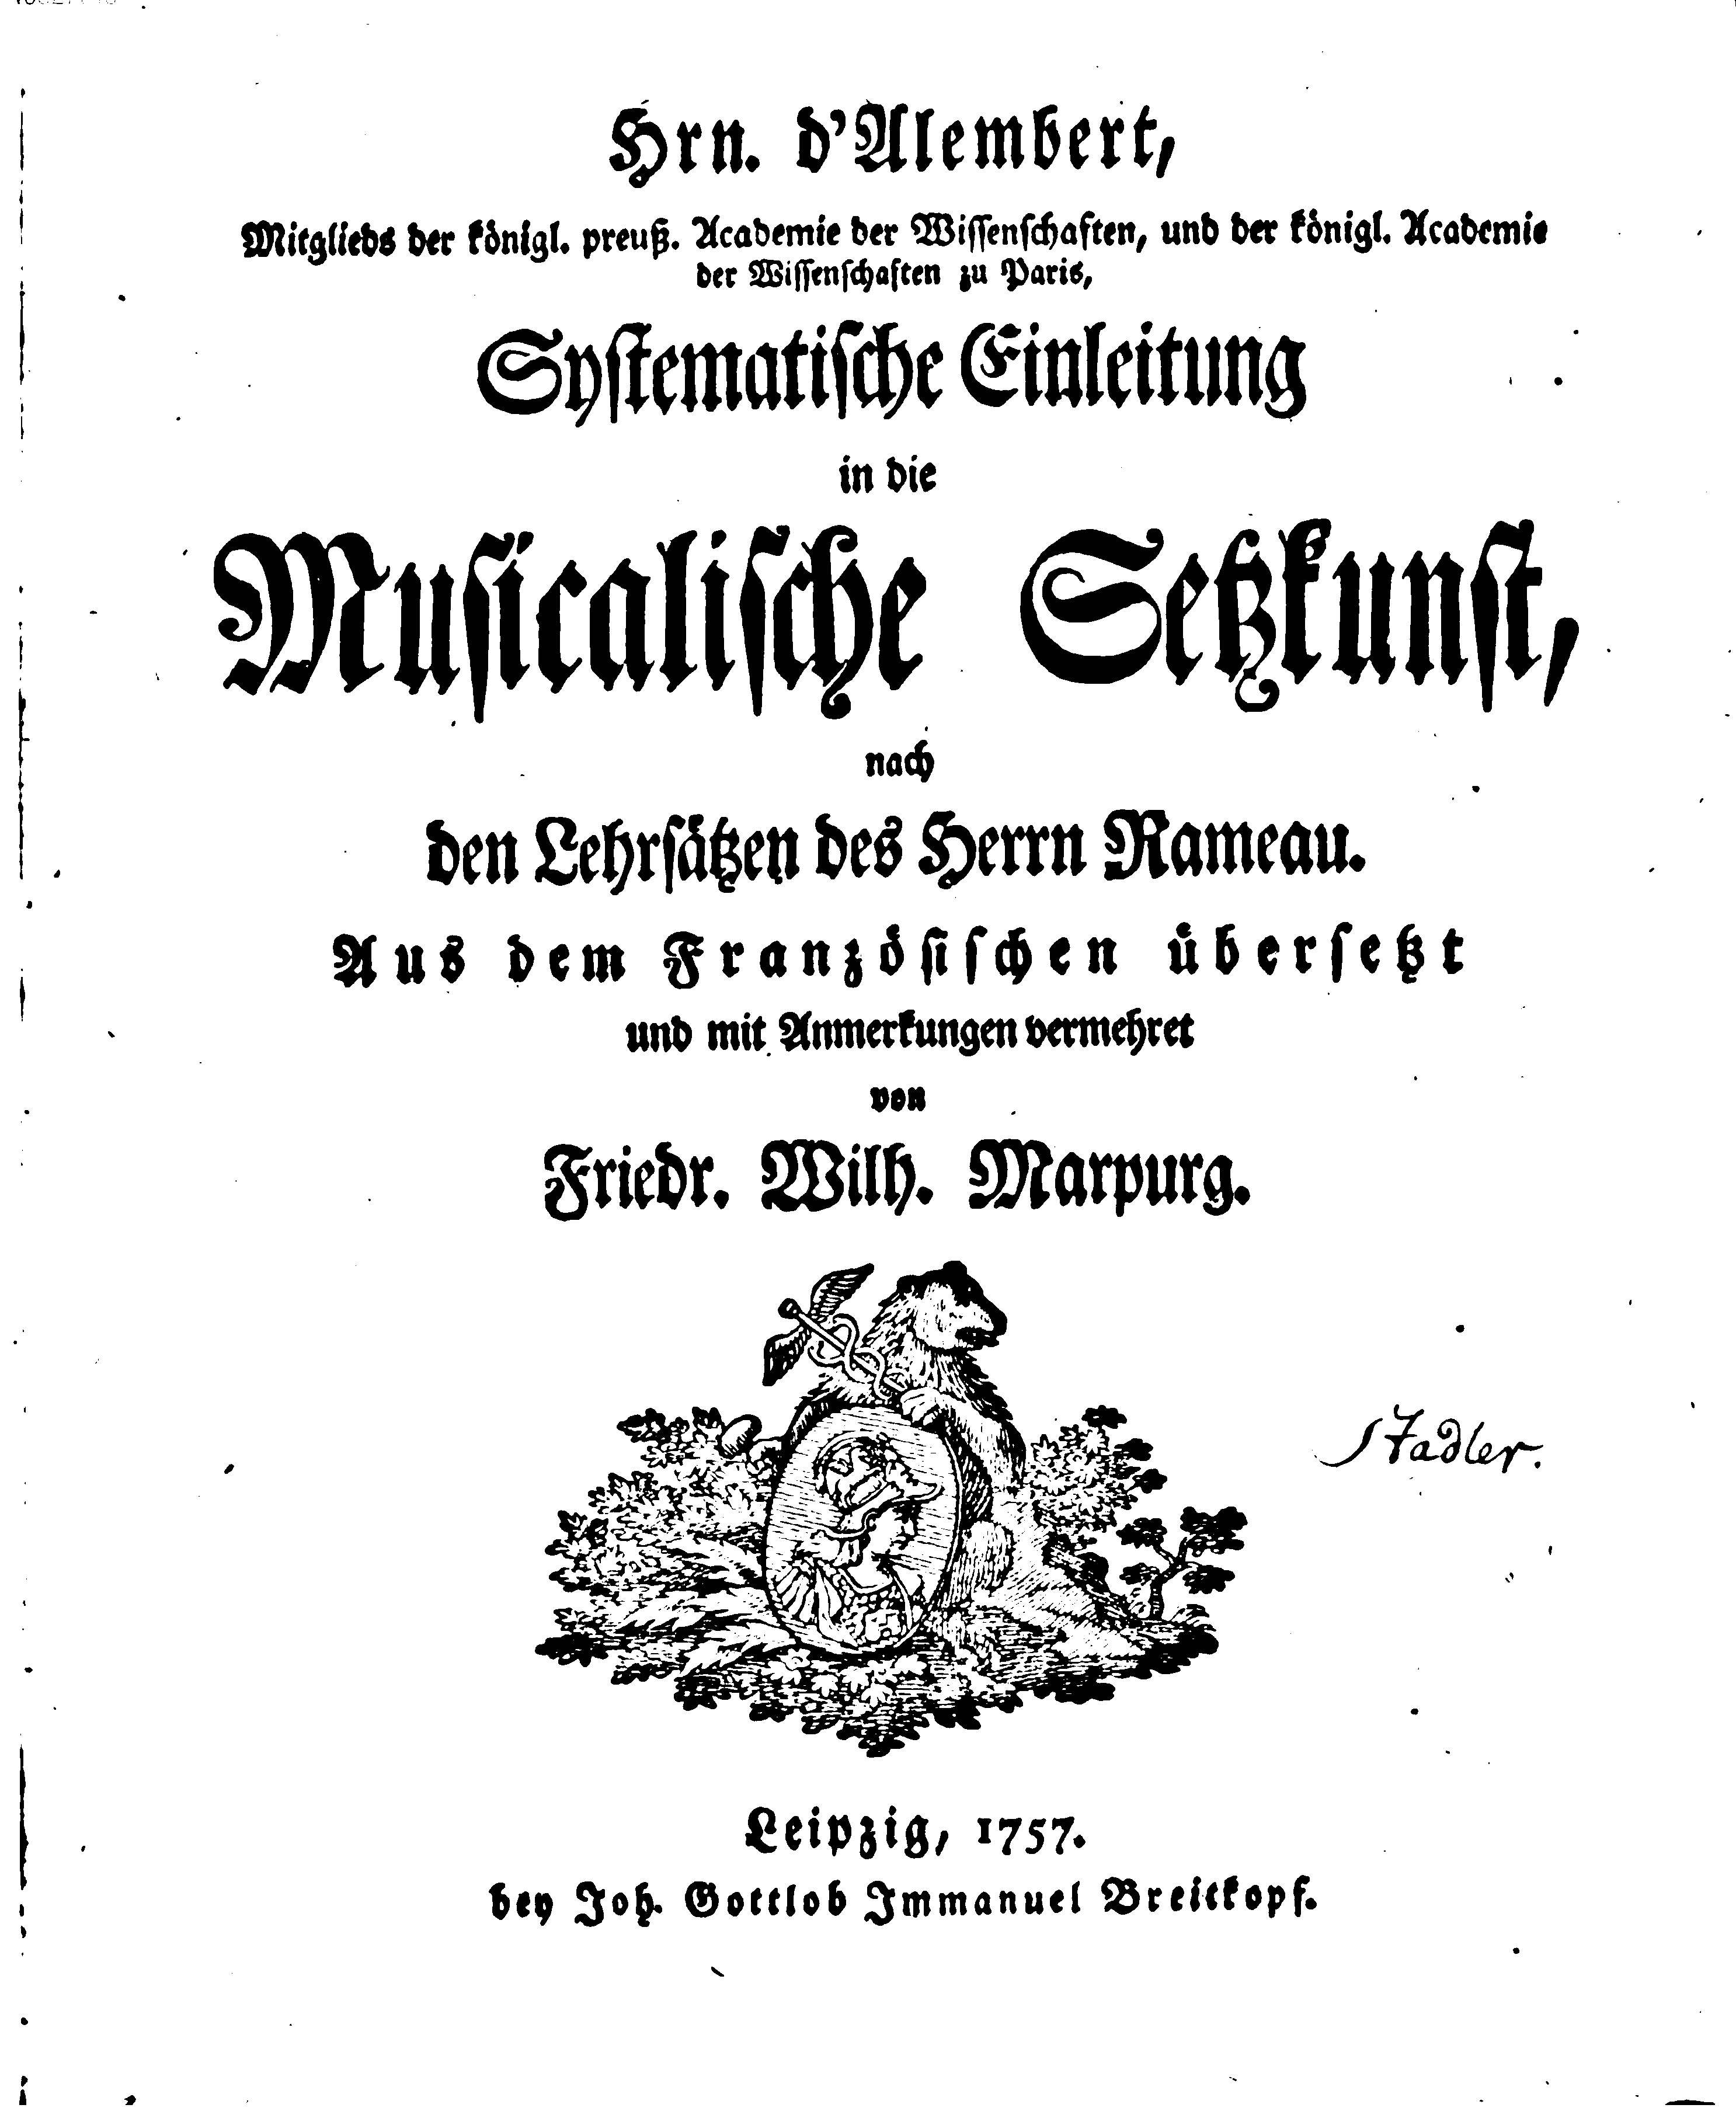 Hrn. d'Alembert,
Mitglieds der königl. preuß. Academie der Wissenschaften, und der königl. Academie
der Wissenschaften zu Paris,
Systematische Einleitung
in die
Musicalische Setzkunst,
nach
den Lehrsätzen des Herrn Rameau.
Aus dem Französischen übersetzt
und mit Anmerkungen vermehret
von
Friedr. Wilh. Marpurg.
Stadler.
Leipzig, 1757.
bey Joh. Gottlob Immanuel Breitkopf.